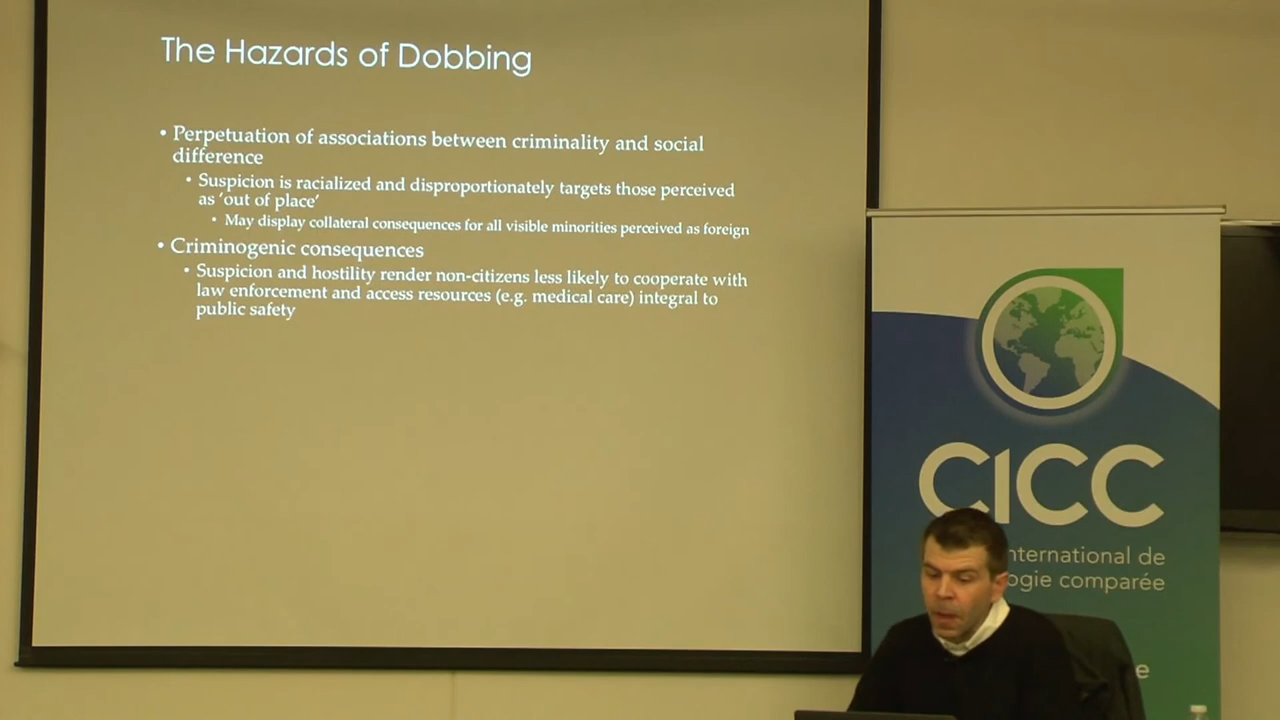 The Hazards of Dobbing
• Perpetuation of associations between criminality and social
difference
• Suspicion is racialized and disproportionately targets those perceived
as 'out of place'
• May display collateral consequences for all visible minorities perceived as foreign
• Criminogenic consequences
• Suspicion and hostility render non-citizens less likely to cooperate with
law enforcement and access resources (e.g. medical care) integral to
public safety
CICC
nternational de
ogie comparée
e